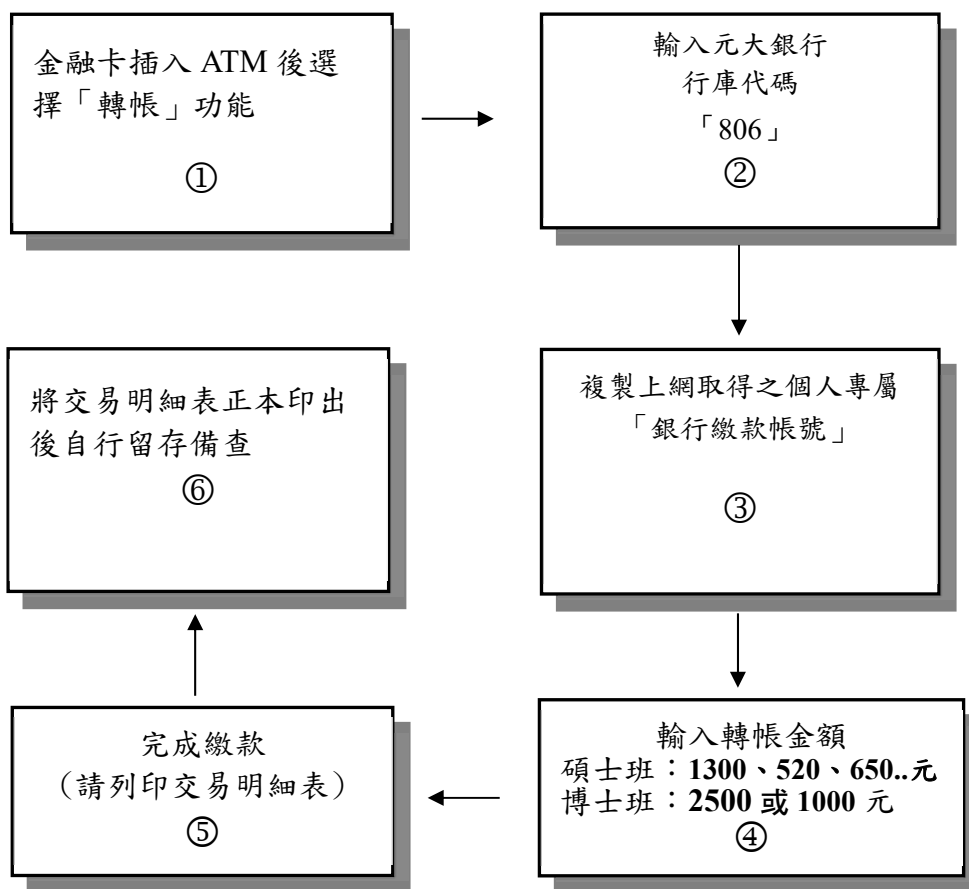 金融卡插入 ATM 後選
擇「轉帳」功能
①
輸入元大銀行
行庫代碼
「806」
②
複製上網取得之個人專屬
「銀行繳款帳號」
③
輸入轉帳金額
碩士班：1300、520、650..元
博士班：2500 或 1000 元
④
完成繳款
（請列印交易明細表）
⑤
將交易明細表正本印出
後自行留存備查
⑥